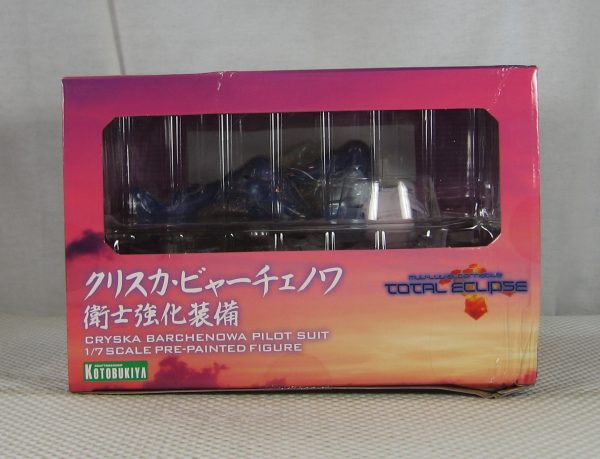 クリスカ・ビャーチェノワ
衛士強化装備
CRYSKA BARCHENOWA PILOT SUIT
1/7 SCALE PRE-PAINTED FIGURE
KOTOBUKIYA
TOTAL ECLIPSE